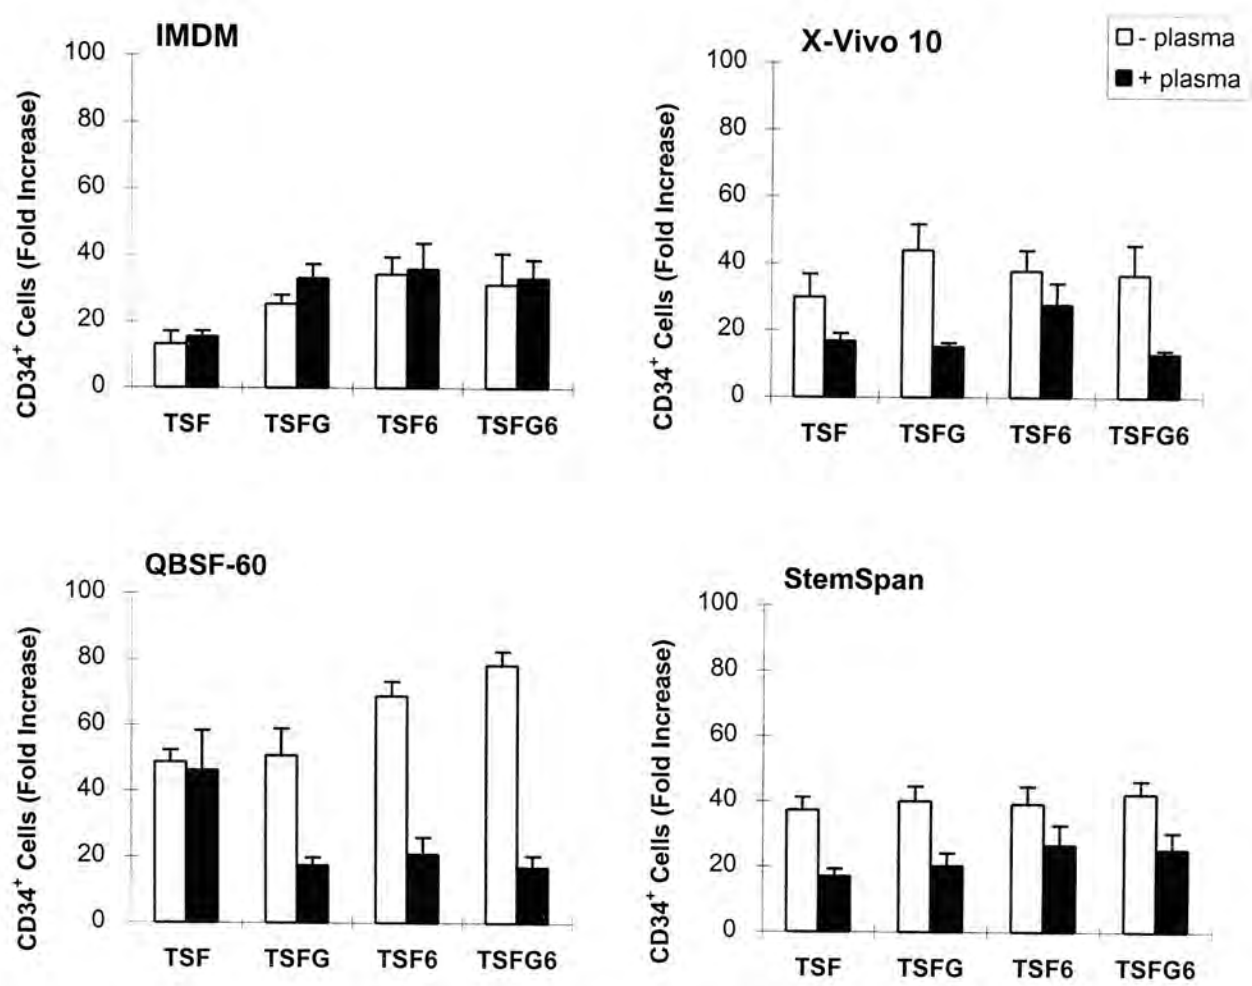 IMDM
100
80
60
40
20
0
CD34⁺ Cells (Fold Increase)
TSF TSFG TSF6 TSFG6
X-Vivo 10
- plasma
+ plasma
100
80
60
40
20
0
CD34⁺ Cells (Fold Increase)
TSF TSFG TSF6 TSFG6
QBSF-60
100
80
60
40
20
0
CD34⁺ Cells (Fold Increase)
TSF TSFG TSF6 TSFG6
StemSpan
100
80
60
40
20
0
CD34⁺ Cells (Fold Increase)
TSF TSFG TSF6 TSFG6